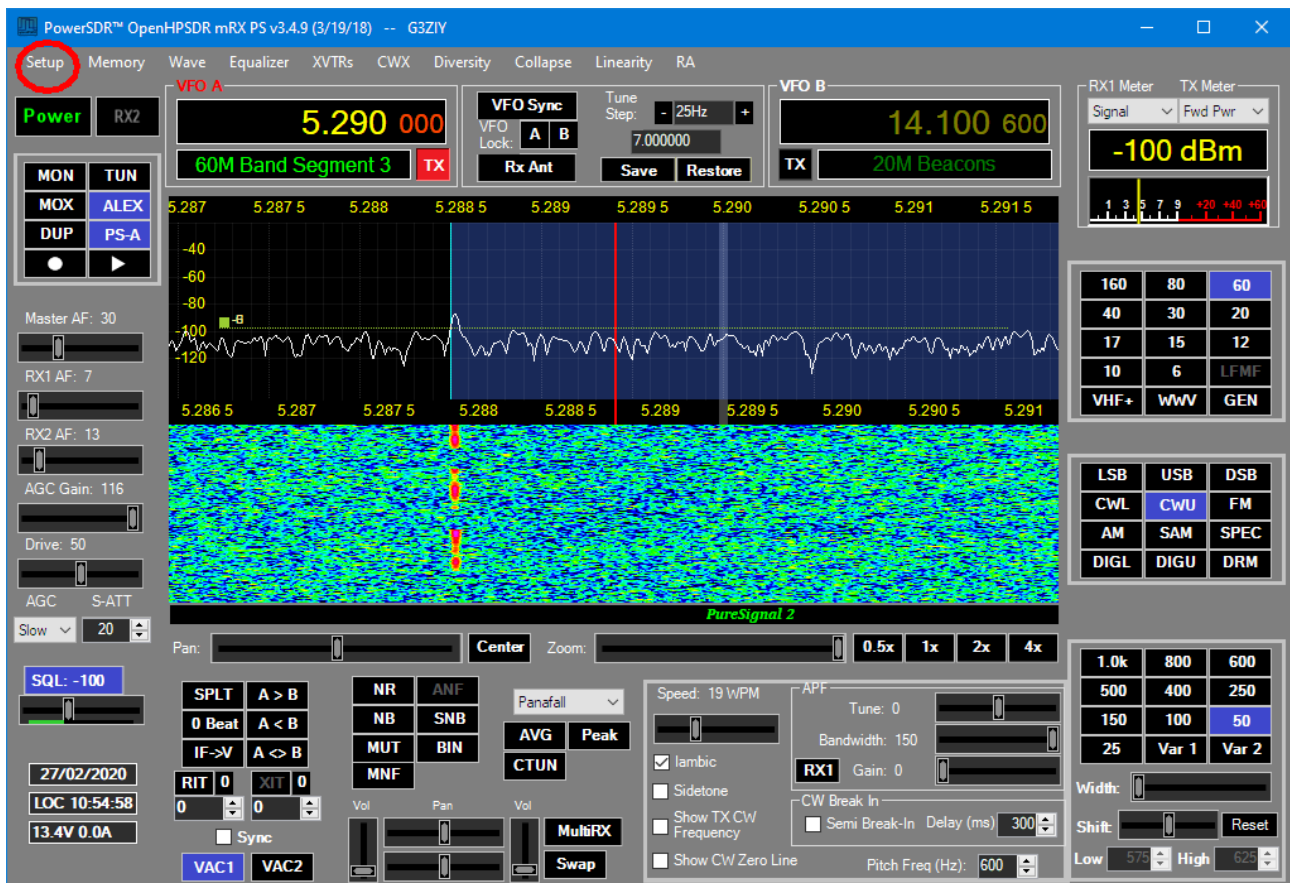 PowerSDR™ OpenHPSDR mRX PS v3.4.9 (3/19/18) -- G3ZIY
Setup Memory Wave Equalizer XVTRs CWX Diversity Collapse Linearity RA
Power RX2
VFO A
5.290 000
60M Band Segment 3 TX
VFO Sync
VFO Lock: A B
Rx Ant
Tune Step: - 25Hz +
7.000000
Save Restore
VFO B
14.100 600
TX 20M Beacons
RX1 Meter TX Meter
Signal Fwd Pwr
-100 dBm
1 3 5 7 9 +20 +40 +60
MON TUN
MOX ALEX
DUP PS-A
Master AF: 30
RX1 AF: 7
RX2 AF: 13
AGC Gain: 116
Drive: 50
AGC S-ATT
Slow 20
SQL: -100
27/02/2020
LOC 10:54:58
13.4V 0.0A
5.287 5.287 5 5.288 5.288 5 5.289 5.289 5 5.290 5.290 5 5.291 5.291 5
-40
-60
-80
-100
-120
5.286 5 5.287 5.287 5 5.288 5.288 5 5.289 5.289 5 5.290 5.290 5 5.291
PureSignal 2
Pan: Center Zoom: 0.5x 1x 2x 4x
SPLT A > B
0 Beat A < B
IF->V A <> B
RIT 0 XIT 0
0 0
Sync
VAC1 VAC2
NR ANF
NB SNB
MUT BIN
MNF
Panafall
AVG Peak
CTUN
Vol Pan Vol
MultiRX
Swap
Speed: 19 WPM
Iambic
Sidetone
Show TX CW Frequency
Show CW Zero Line
APF
Tune: 0
Bandwidth: 150
RX1 Gain: 0
CW Break In
Semi Break-In Delay (ms) 300
Pitch Freq (Hz): 600
160 80 60
40 30 20
17 15 12
10 6 LFMF
VHF+ WWV GEN
LSB USB DSB
CWL CWU FM
AM SAM SPEC
DIGL DIGU DRM
1.0k 800 600
500 400 250
150 100 50
25 Var 1 Var 2
Width:
Shift: Reset
Low 575 High 625